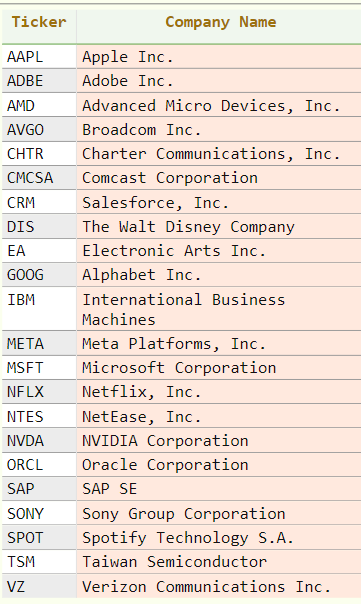 Ticker Company Name
AAPL Apple Inc.
ADBE Adobe Inc.
AMD Advanced Micro Devices, Inc.
AVGO Broadcom Inc.
CHTR Charter Communications, Inc.
CMCSA Comcast Corporation
CRM Salesforce, Inc.
DIS The Walt Disney Company
EA Electronic Arts Inc.
GOOG Alphabet Inc.
IBM International Business
Machines
META Meta Platforms, Inc.
MSFT Microsoft Corporation
NFLX Netflix, Inc.
NTES NetEase, Inc.
NVDA NVIDIA Corporation
ORCL Oracle Corporation
SAP SAP SE
SONY Sony Group Corporation
SPOT Spotify Technology S.A.
TSM Taiwan Semiconductor
VZ Verizon Communications Inc.